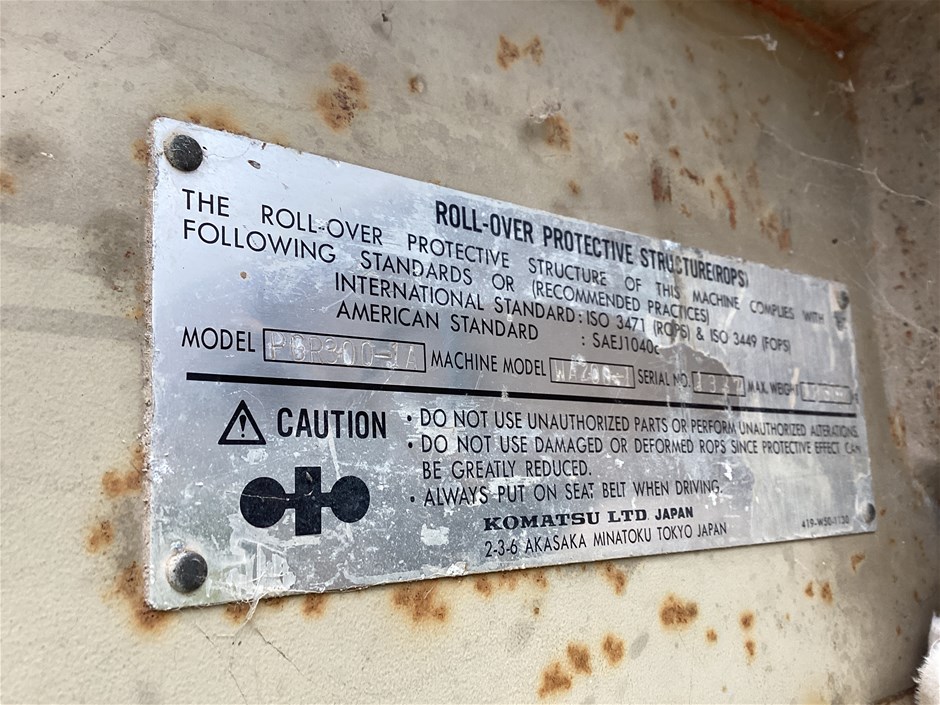 ROLL-OVER PROTECTIVE STRUCTURE(ROPS)
THE ROLL-OVER PROTECTIVE STRUCTURE OF THIS MACHINE COMPLIES WITH
FOLLOWING STANDARDS OR (RECOMMENDED PRACTICES)
INTERNATIONAL STANDARD : ISO 3471 (ROPS) & ISO 3449 (FOPS)
AMERICAN STANDARD : SAEJ1040c
MODEL MACHINE MODEL SERIAL NO. MAX. WEIGHT
CAUTION
· DO NOT USE UNAUTHORIZED PARTS OR PERFORM UNAUTHORIZED ALTERATIONS.
· DO NOT USE DAMAGED OR DEFORMED ROPS SINCE PROTECTIVE EFFECT CAN
BE GREATLY REDUCED.
· ALWAYS PUT ON SEAT BELT WHEN DRIVING.
KOMATSU LTD. JAPAN
2-3-6 AKASAKA MINATOKU TOKYO JAPAN
419-W50-1130